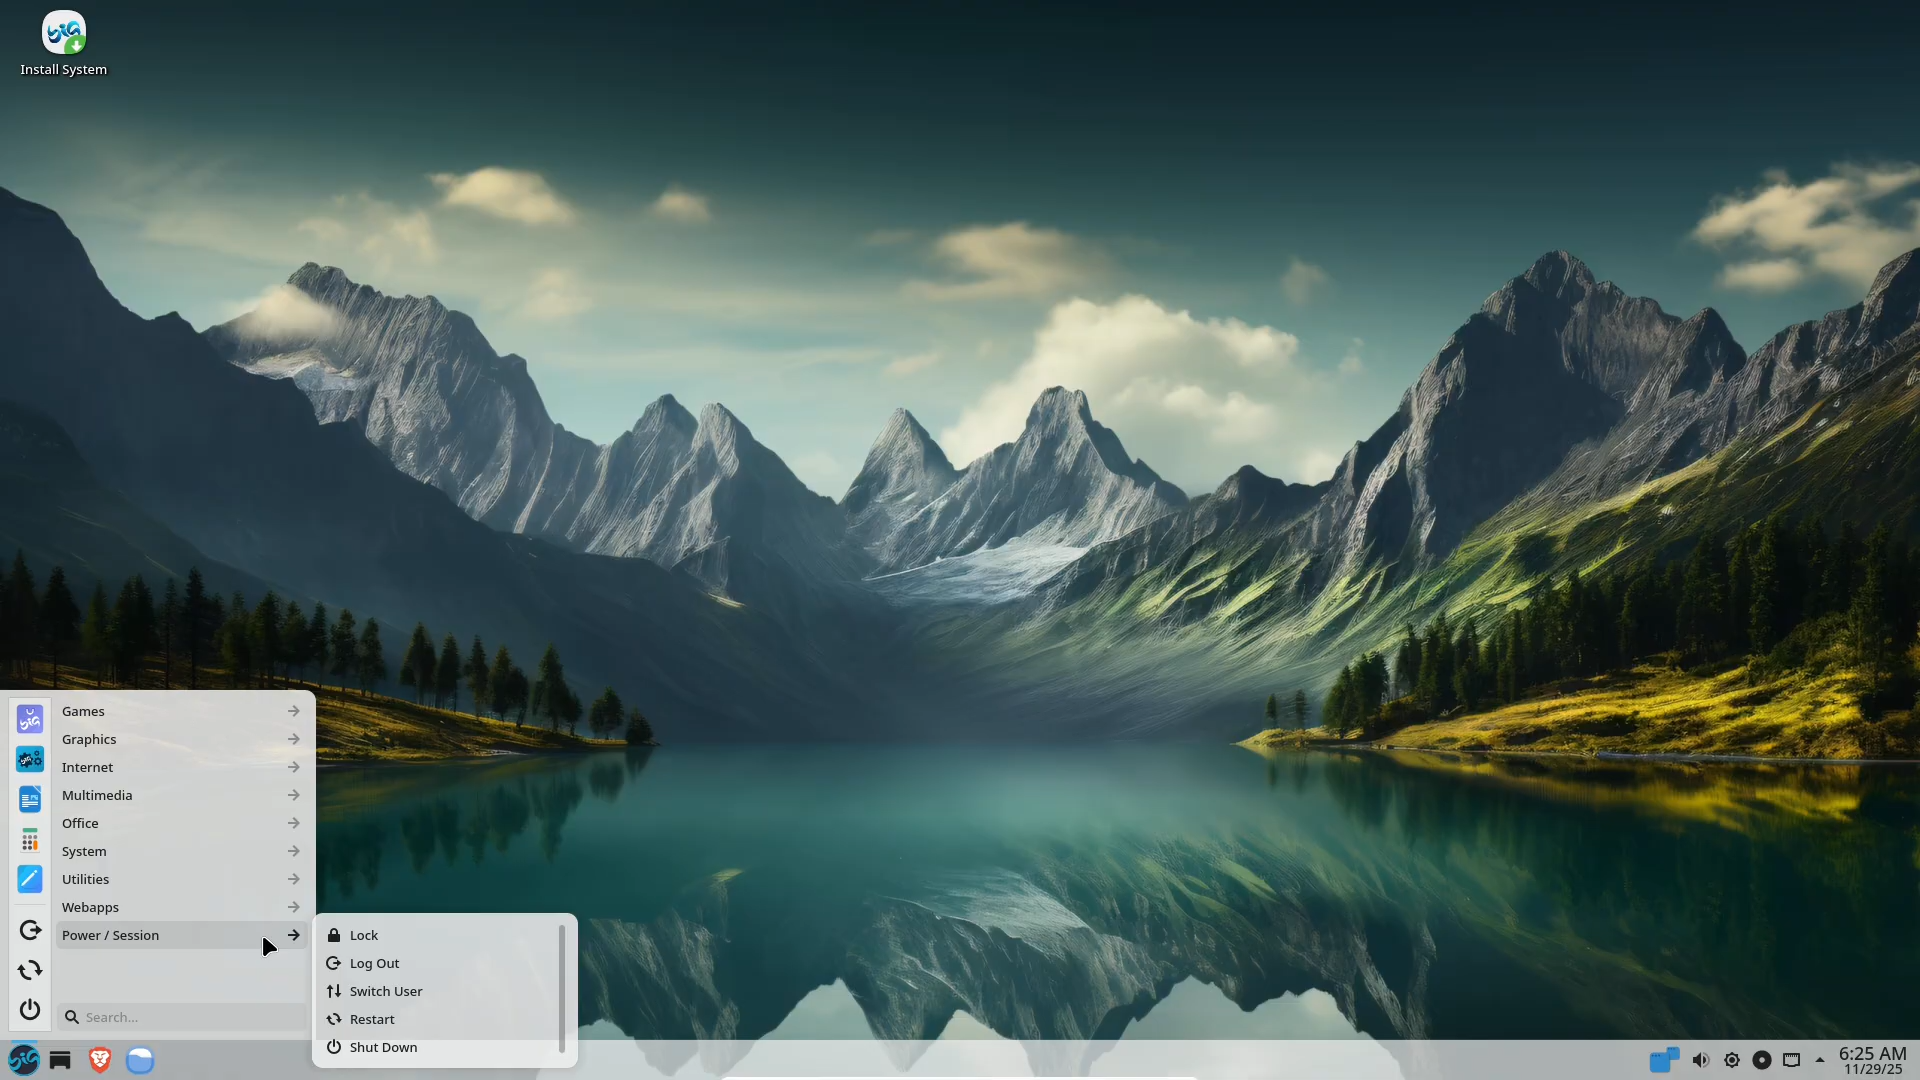 Install System
Games
Graphics
Internet
Multimedia
Office
System
Utilities
Webapps
Power / Session
Search...
Lock
Log Out
Switch User
Restart
Shut Down
6:25 AM
11/29/25